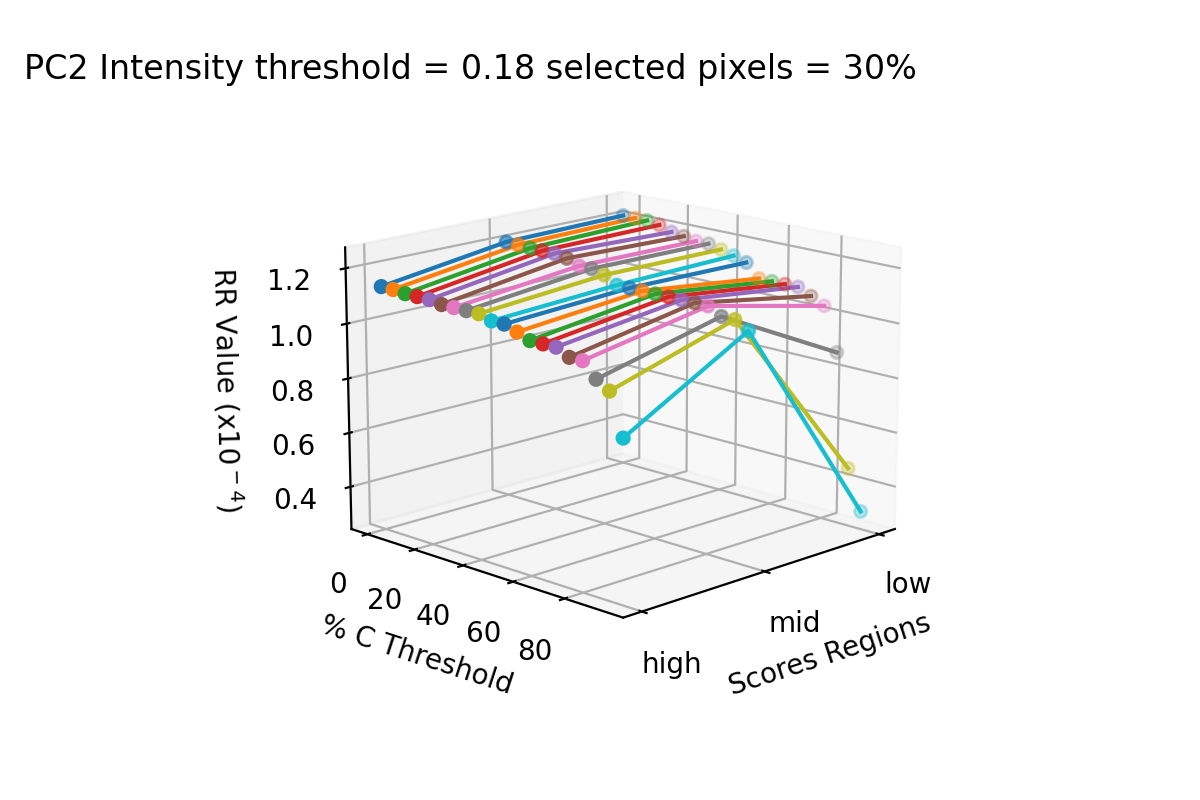 PC2 Intensity threshold = 0.18 selected pixels = 30%
RR Value (x10⁻⁴)
1.2
1.0
0.8
0.6
0.4
0
20
40
60
80
% C Threshold
high
mid
low
Scores Regions